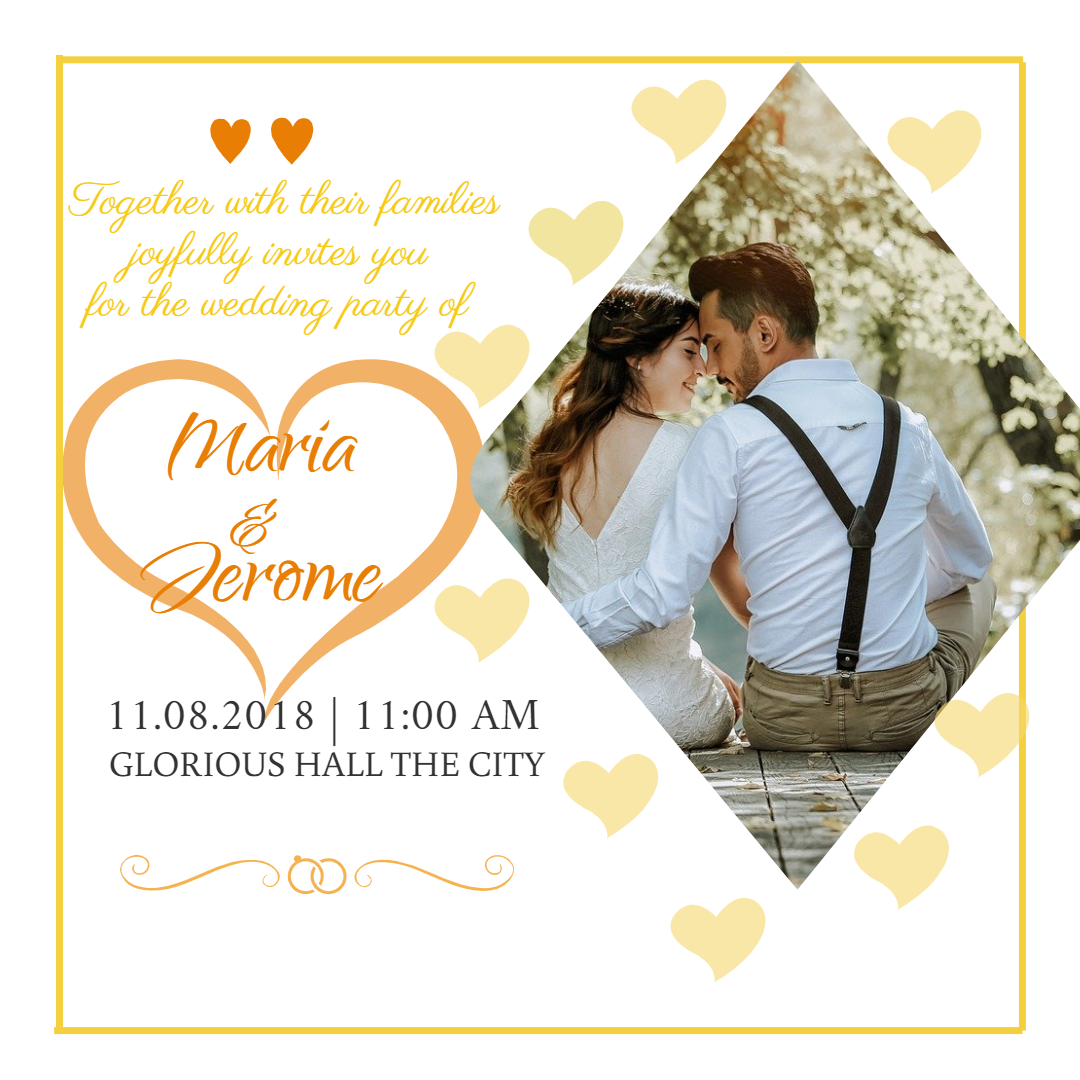 Together with their families
joyfully invites you
for the wedding party of
Maria
&
Jerome
11.08.2018 | 11:00 AM
GLORIOUS HALL THE CITY